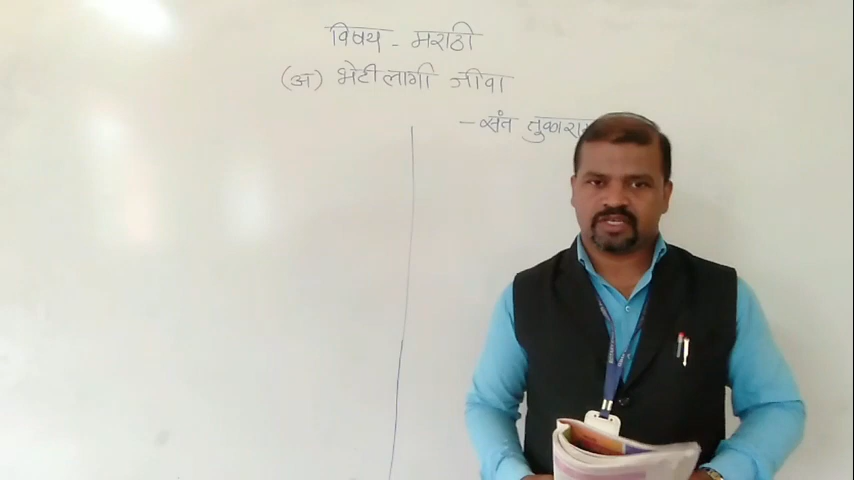 विषय - मराठी
(अ) भेटीलागी जीवा
- संत